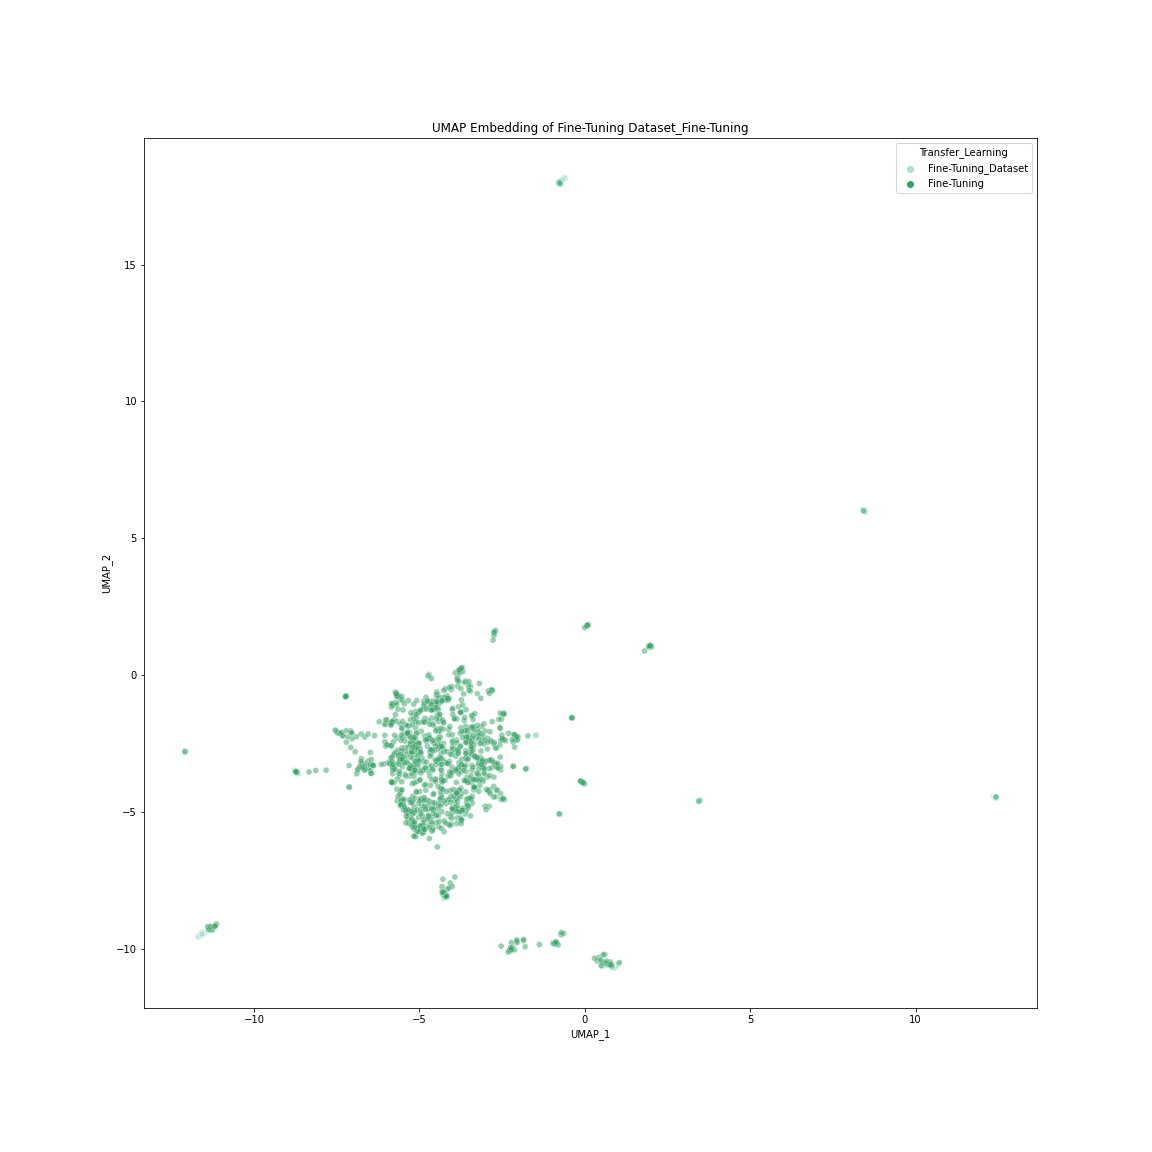 UMAP Embedding of Fine-Tuning Dataset_Fine-Tuning
Transfer_Learning
Fine-Tuning_Dataset
Fine-Tuning
15
10
5
0
−5
−10
UMAP_2
−10
−5
0
5
10
UMAP_1